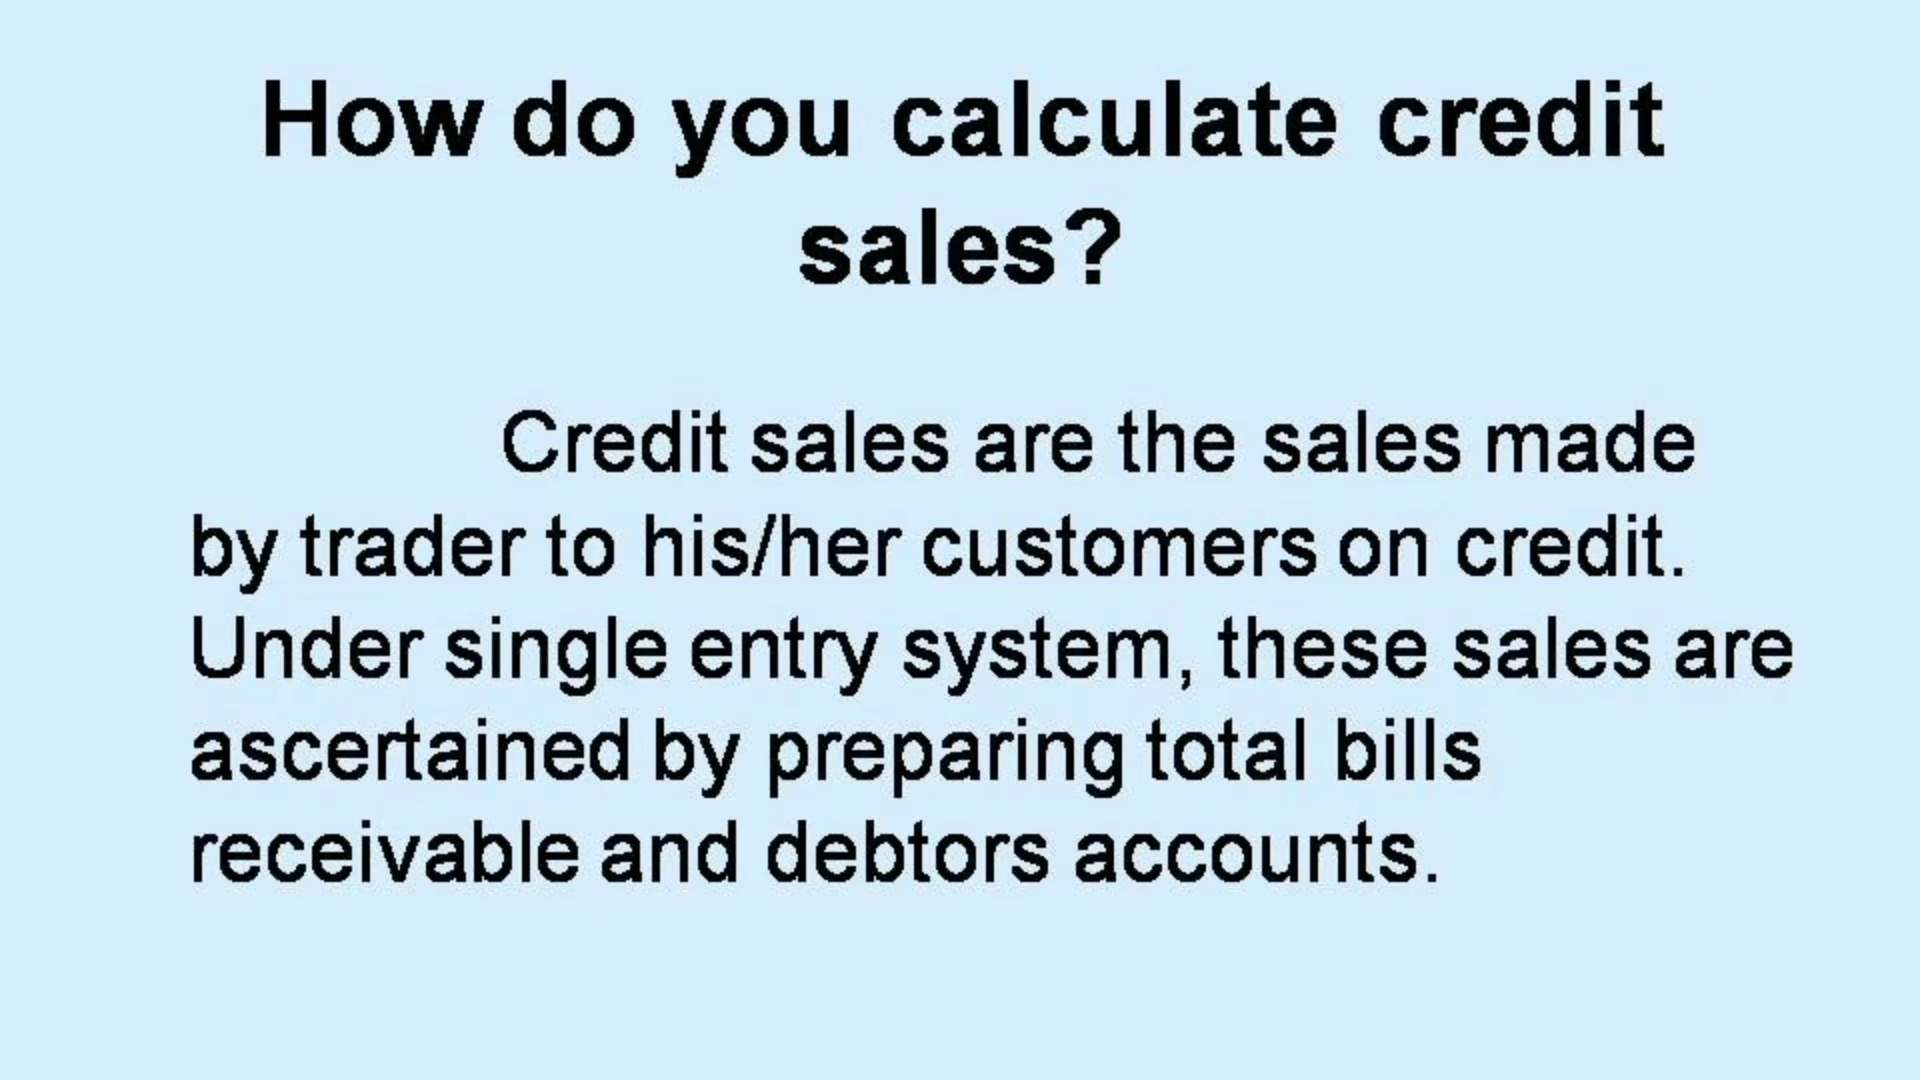 How do you calculate credit
sales?
Credit sales are the sales made
by trader to his/her customers on credit.
Under single entry system, these sales are
ascertained by preparing total bills
receivable and debtors accounts.